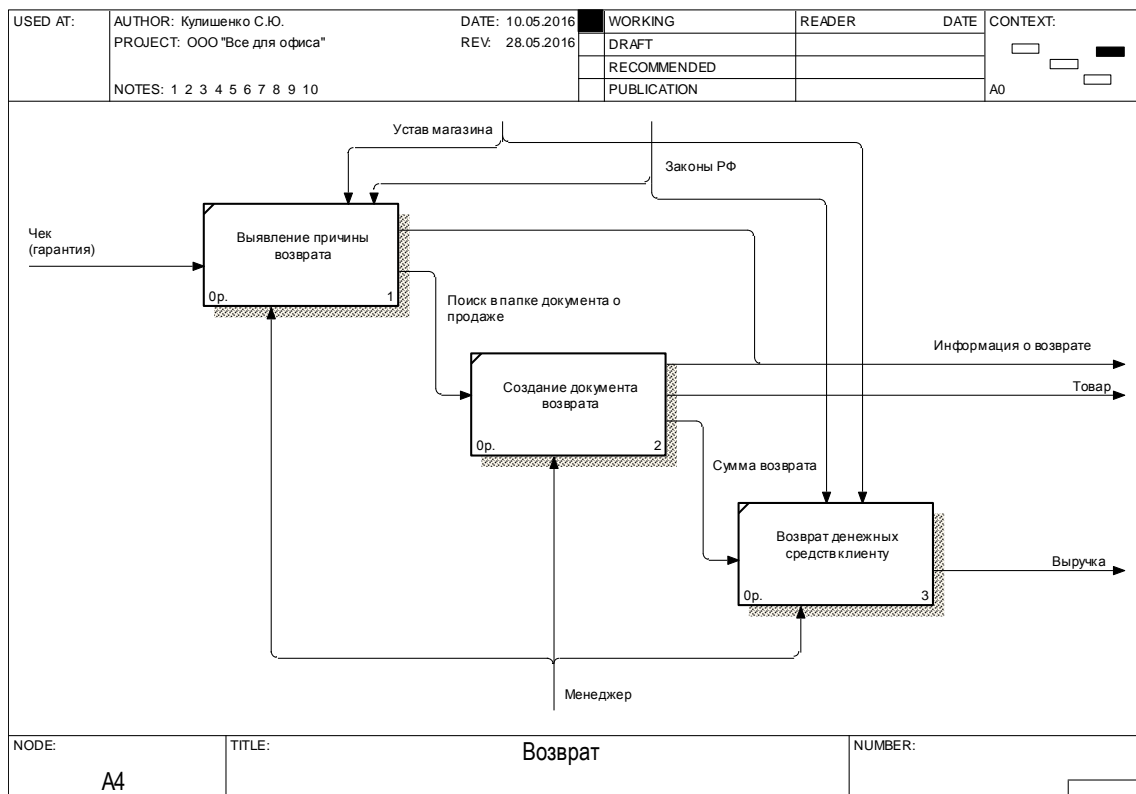 USED AT:
AUTHOR: Кулишенко С.Ю.
DATE: 10.05.2016
PROJECT: ООО "Все для офиса"
REV: 28.05.2016
NOTES: 1 2 3 4 5 6 7 8 9 10
WORKING
DRAFT
RECOMMENDED
PUBLICATION
READER
DATE
CONTEXT:
A0
Устав магазина
Законы РФ
Чек
(гарантия)
Выявление причины
возврата
0р.
1
Поиск в папке документа о
продаже
Информация о возврате
Создание документа
возврата
0р.
2
Товар
Сумма возврата
Возврат денежных
средств клиенту
0р.
3
Выручка
Менеджер
NODE:
A4
TITLE:
Возврат
NUMBER: